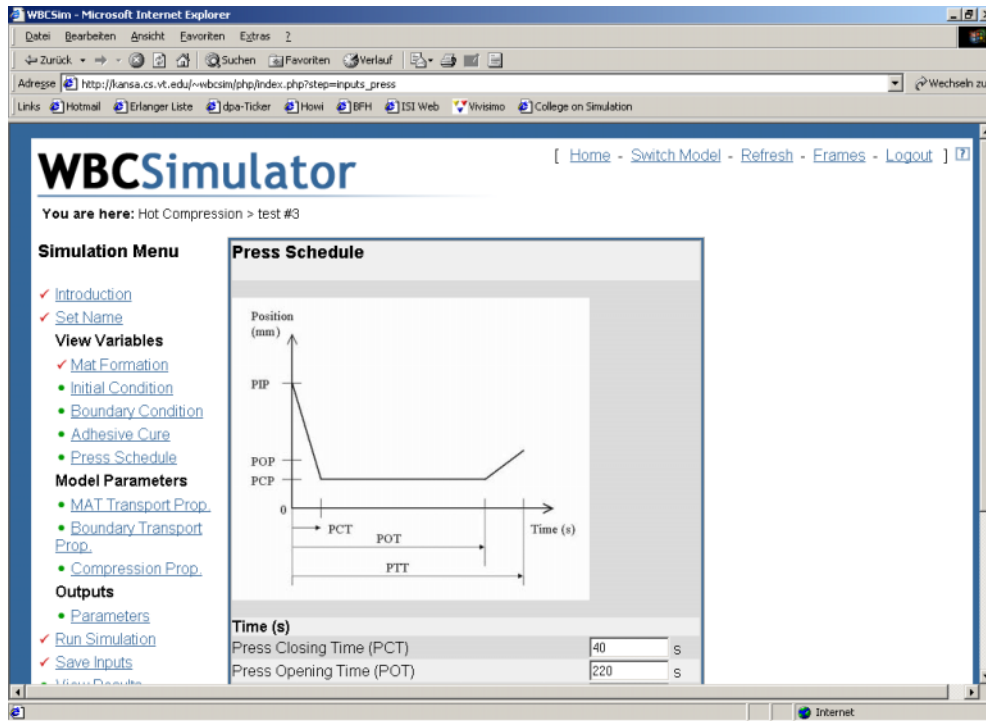 WBCSim - Microsoft Internet Explorer
Datei Bearbeiten Ansicht Favoriten Extras ?
Zurück Suchen Favoriten Verlauf
Adresse http://kansa.cs.vt.edu/~wbcsim/php/index.php?step=inputs_press Wechseln zu
Links Hotmail Erlanger Liste dpa-Ticker Howi BFH ISI Web Vivisimo College on Simulation
[ Home - Switch Model - Refresh - Frames - Logout ] ?
WBCSimulator
You are here: Hot Compression > test #3
Simulation Menu
Introduction
Set Name
View Variables
Mat Formation
Initial Condition
Boundary Condition
Adhesive Cure
Press Schedule
Model Parameters
MAT Transport Prop.
Boundary Transport
Prop.
Compression Prop.
Outputs
Parameters
Run Simulation
Save Inputs
View Results
Press Schedule
Position
(mm)
PIP
POP
PCP
0
PCT
POT
PTT
Time (s)
Time (s)
Press Closing Time (PCT) 40 s
Press Opening Time (POT) 220 s
Internet